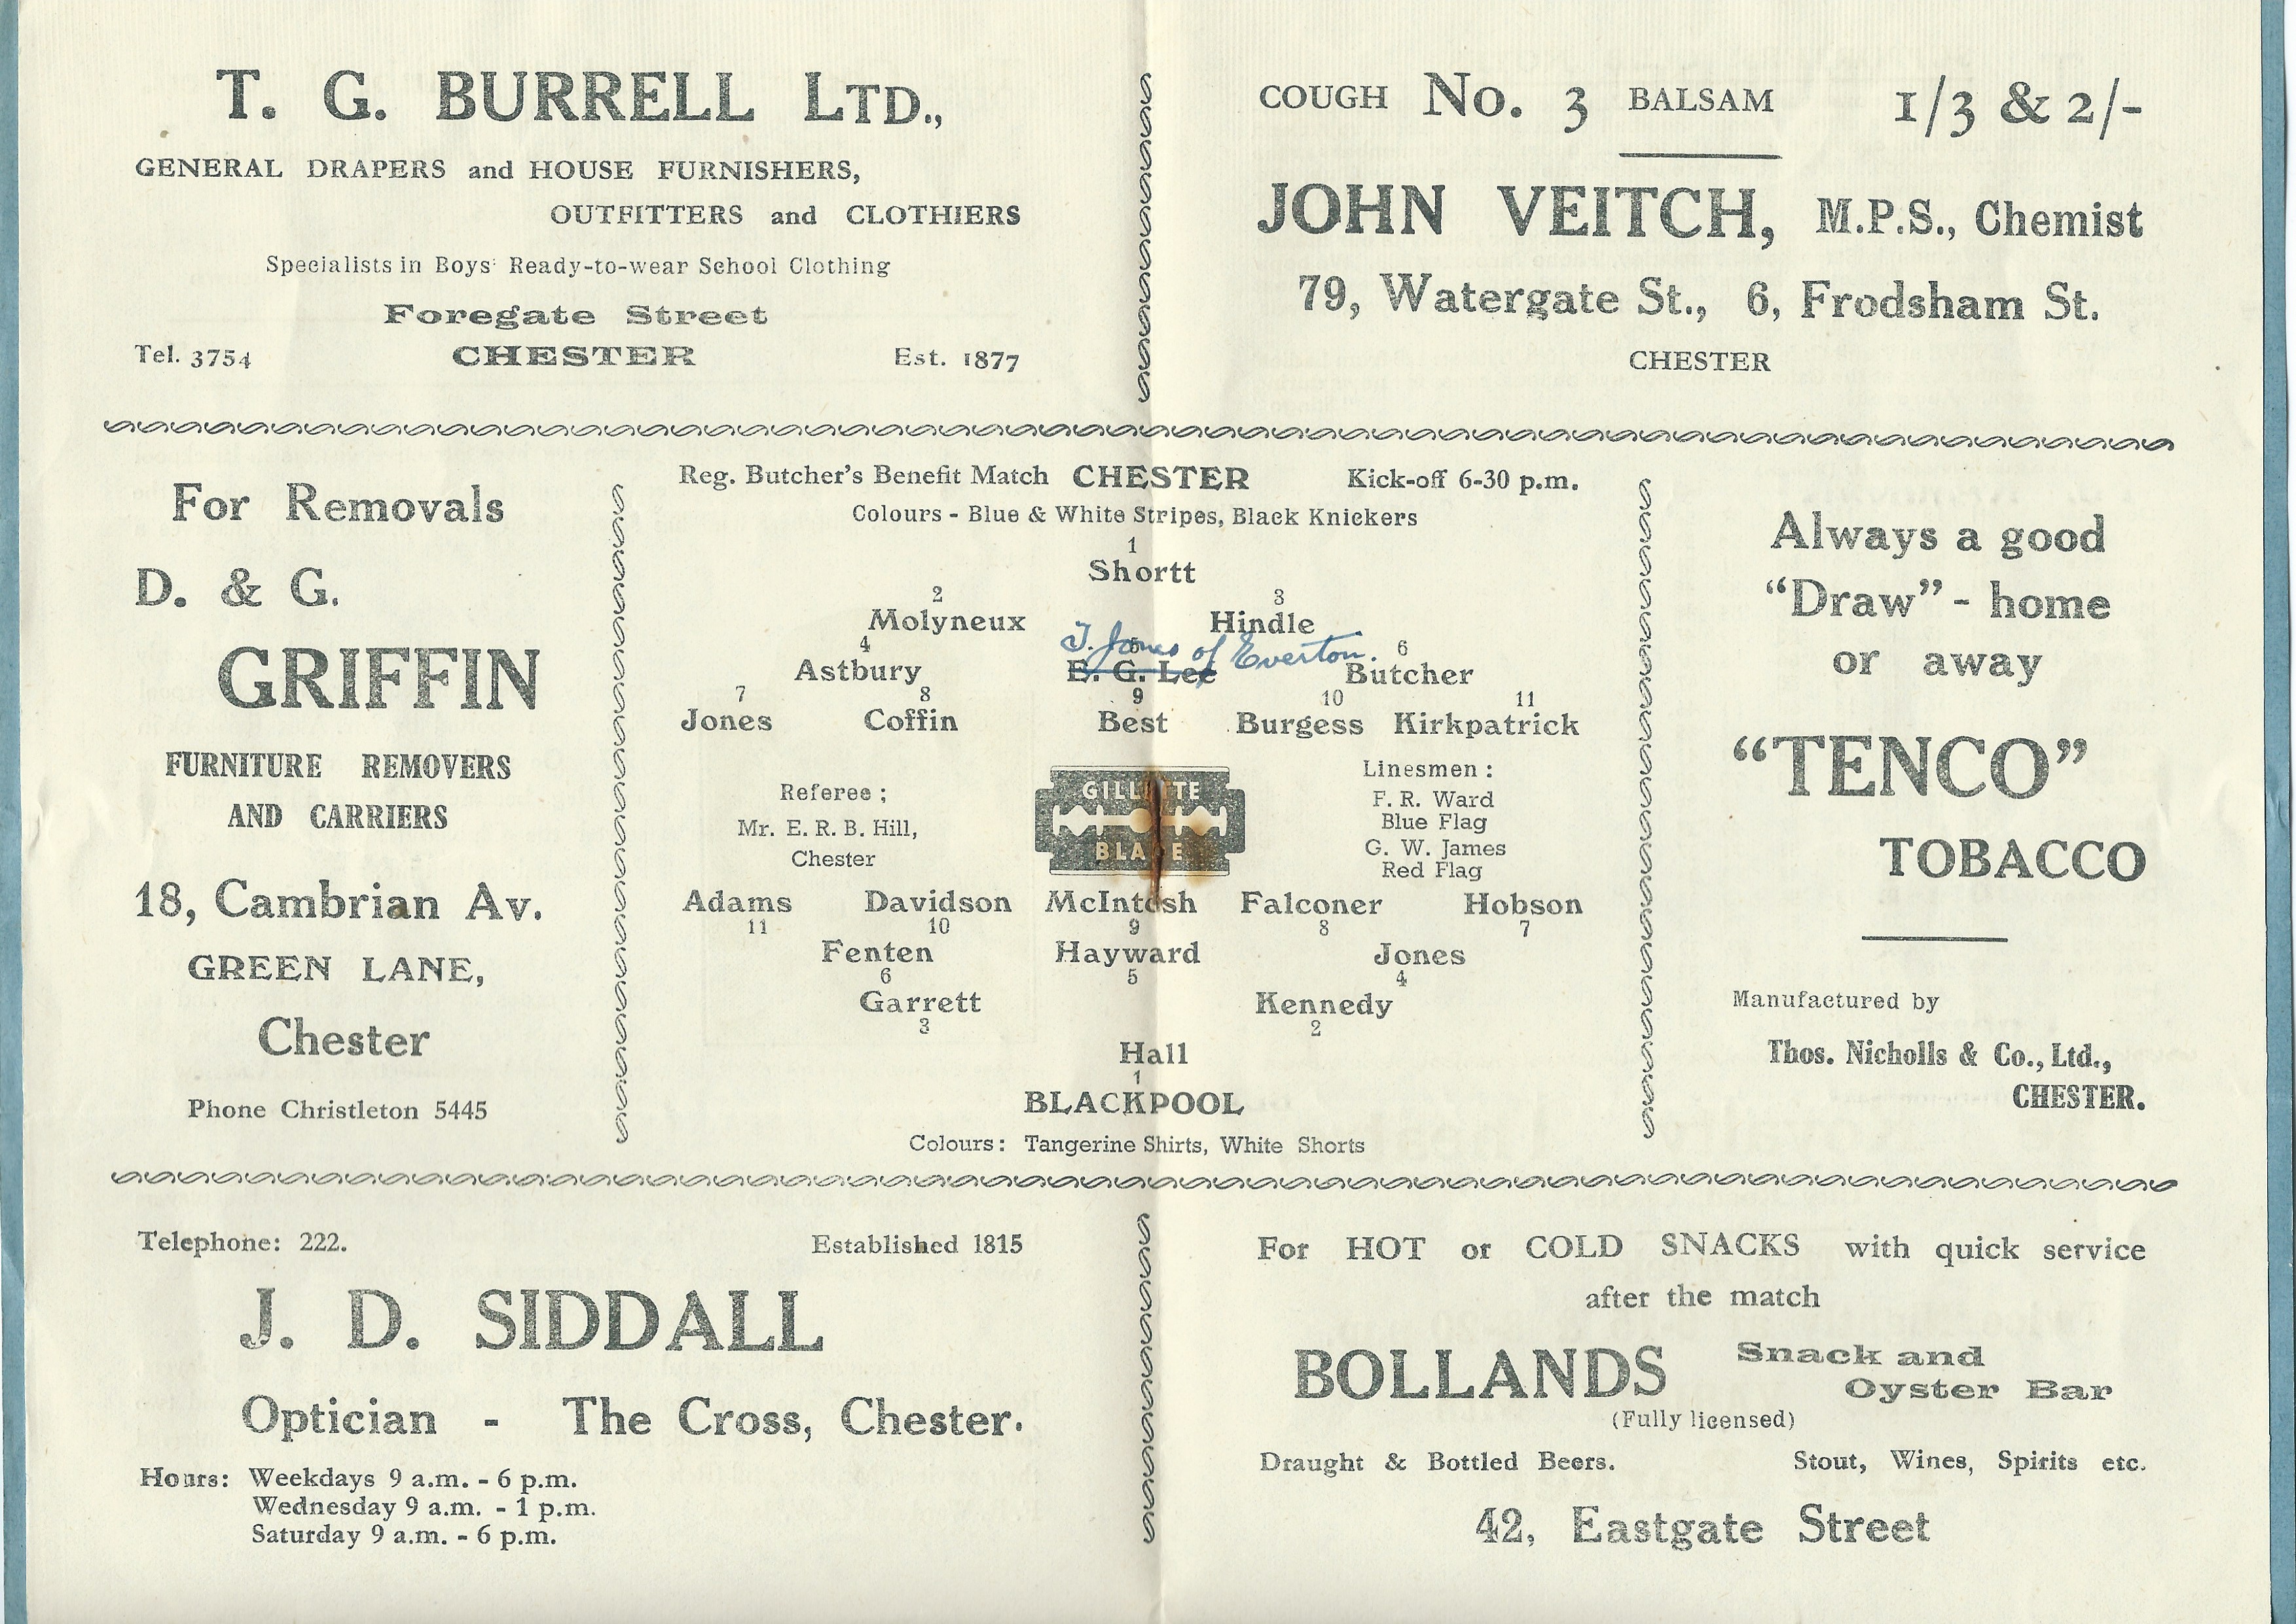 T. G. BURRELL LTD.,
GENERAL DRAPERS and HOUSE FURNISHERS,
OUTFITTERS and CLOTHIERS
Specialists in Boys' Ready-to-wear School Clothing
Foregate Street
Tel. 3754 CHESTER Est. 1877
COUGH No. 3 BALSAM 1/3 & 2/-
JOHN VEITCH, M.P.S., Chemist
79, Watergate St., 6, Frodsham St.
CHESTER
For Removals
D. & G.
GRIFFIN
FURNITURE REMOVERS
AND CARRIERS
18, Cambrian Av.
GREEN LANE,
Chester
Phone Christleton 5445
Reg. Butcher's Benefit Match CHESTER Kick-off 6-30 p.m.
Colours - Blue & White Stripes, Black Knickers
1
Shortt
2 3
Molyneux Hindle
T. Jones of Everton.
4 5 6
Astbury E. G. Lee Butcher
7 8 9 10 11
Jones Coffin Best Burgess Kirkpatrick
Referee ;
Mr. E. R. B. Hill,
Chester
GILLETTE
BLADE
Linesmen :
F. R. Ward
Blue Flag
G. W. James
Red Flag
Adams Davidson McIntosh Falconer Hobson
11 10 9 8 7
Fenten Hayward Jones
6 5 4
Garrett Kennedy
3 2
Hall
1
BLACKPOOL
Colours : Tangerine Shirts, White Shorts
Always a good
"Draw" - home
or away
"TENCO"
TOBACCO
Manufactured by
Thos. Nicholls & Co., Ltd.,
CHESTER.
Telephone: 222. Established 1815
J. D. SIDDALL
Optician - The Cross, Chester.
Hours: Weekdays 9 a.m. - 6 p.m.
Wednesday 9 a.m. - 1 p.m.
Saturday 9 a.m. - 6 p.m.
For HOT or COLD SNACKS with quick service
after the match
BOLLANDS Snack and
Oyster Bar
(Fully licensed)
Draught & Bottled Beers. Stout, Wines, Spirits etc.
42, Eastgate Street